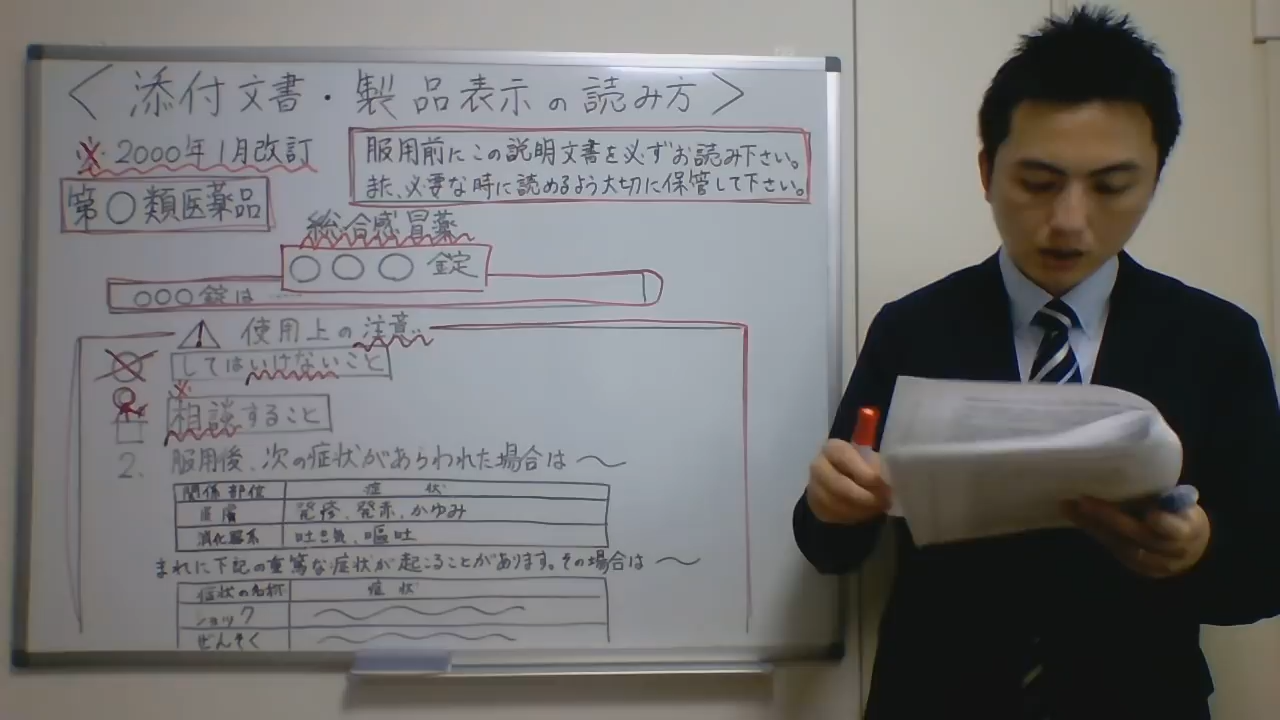 〈 添付文書・製品表示の読み方 〉
※2000年1月改訂
服用前にこの説明文書を必ずお読み下さい。
また、必要な時に読めるよう大切に保管して下さい。
第〇類医薬品
総合感冒薬
〇〇〇錠
〇〇〇錠は……
使用上の注意
してはいけないこと
※
相談すること
2. 服用後、次の症状があらわれた場合は〜
関係部位 症状
皮膚 発疹、発赤、かゆみ
消化器系 吐き気、嘔吐
まれに下記の重篤な症状が起こることがあります。その場合は〜
症状の名称 症状
ショック
ぜんそく